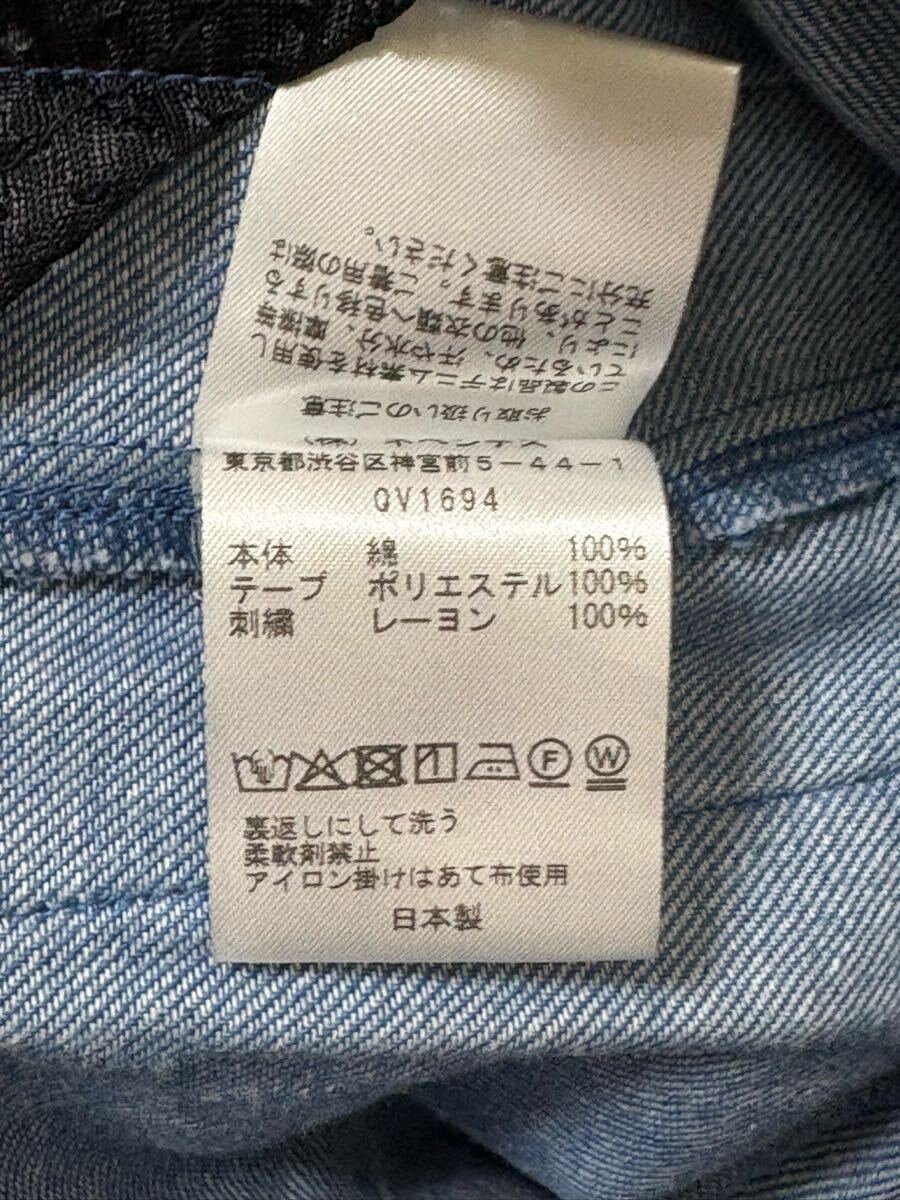 お取り扱いのご注意
この製品はデニム素材を使用し
ているため、汗や水分、摩擦等
により、他の衣類へ色移りする
ことがあります。ご着用の際は
充分にご注意ください。
東京都渋谷区神宮前5-44-1
QV1694
本体 綿 100%
テープ ポリエステル 100%
刺繍 レーヨン 100%
F W
裏返しにして洗う
柔軟剤禁止
アイロン掛けはあて布使用
日本製